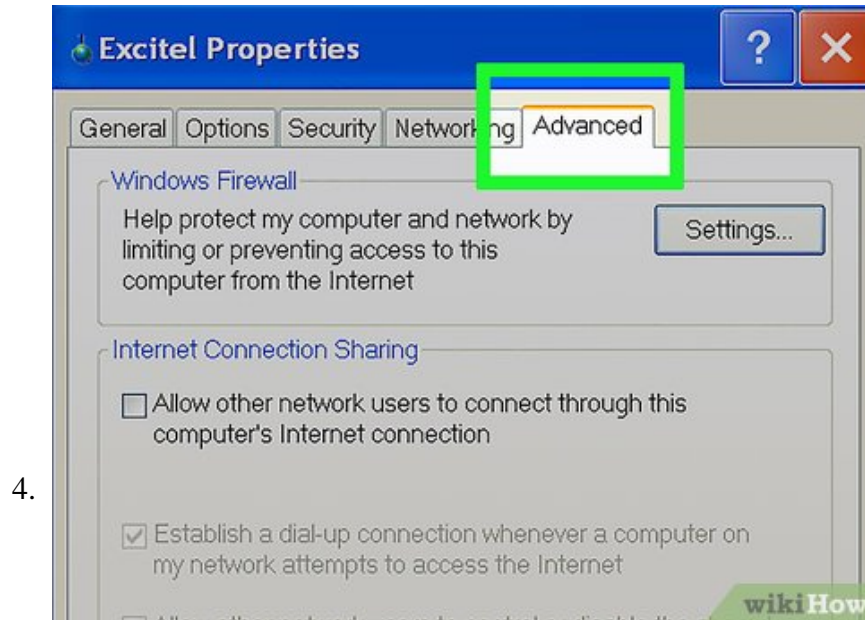 Excitel Properties
General Options Security Networking Advanced
Windows Firewall
Help protect my computer and network by
limiting or preventing access to this
computer from the Internet
Settings...
Internet Connection Sharing
Allow other network users to connect through this
computer's Internet connection
4.
Establish a dial-up connection whenever a computer on
my network attempts to access the Internet
wikiHow